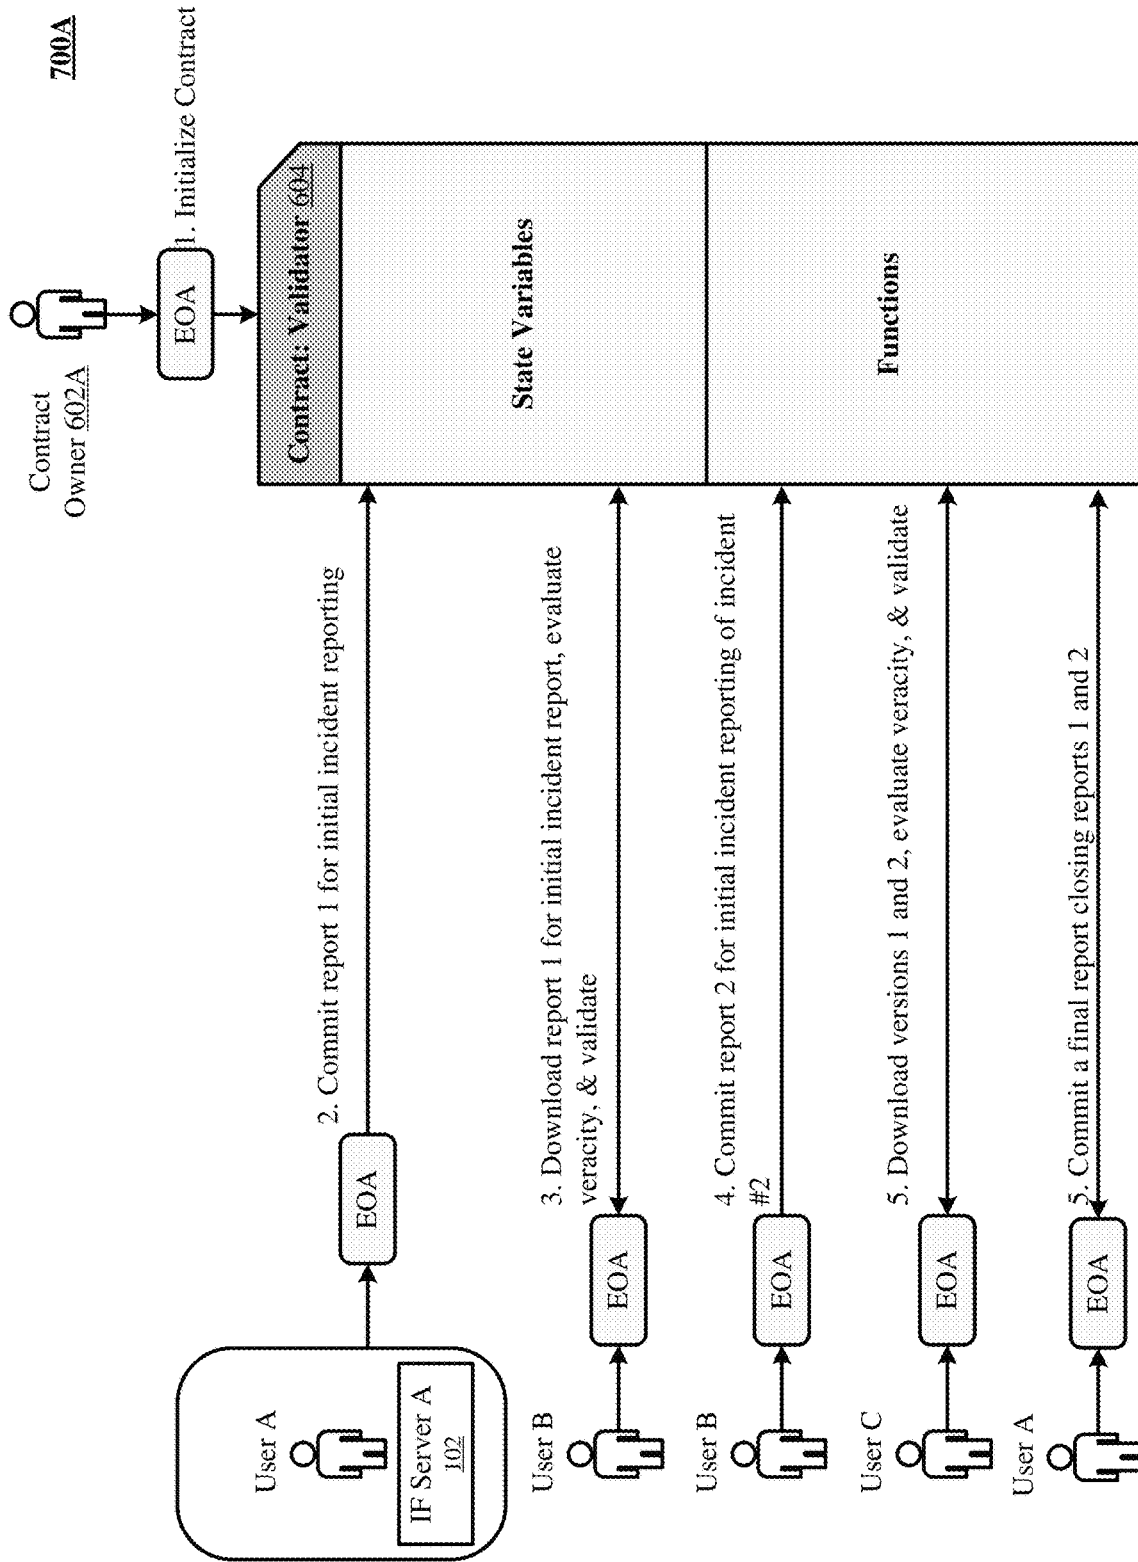 700A
Contract
Owner 602A
EOA
1. Initialize Contract
Contract: Validator 604
State Variables
Functions
User A
IF Server A
102
EOA
2. Commit report 1 for initial incident reporting
User B
EOA
3. Download report 1 for initial incident report, evaluate
veracity, & validate
User B
EOA
4. Commit report 2 for initial incident reporting of incident
#2
User C
EOA
5. Download versions 1 and 2, evaluate veracity, & validate
User A
EOA
5. Commit a final report closing reports 1 and 2